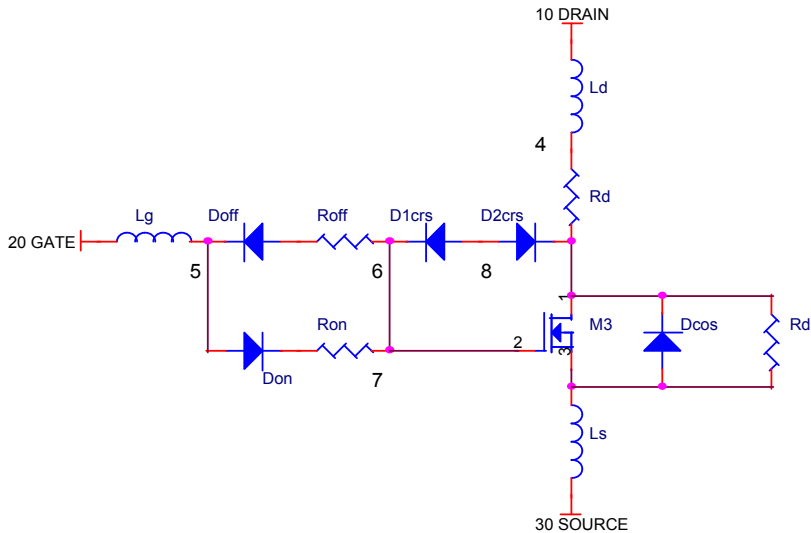 10 DRAIN
Ld
4
Rd
Lg
Doff
Roff
D1crs
D2crs
20 GATE
5
6
8
1
Ron
2
M3
3
Dcos
Rd
Don
7
Ls
30 SOURCE